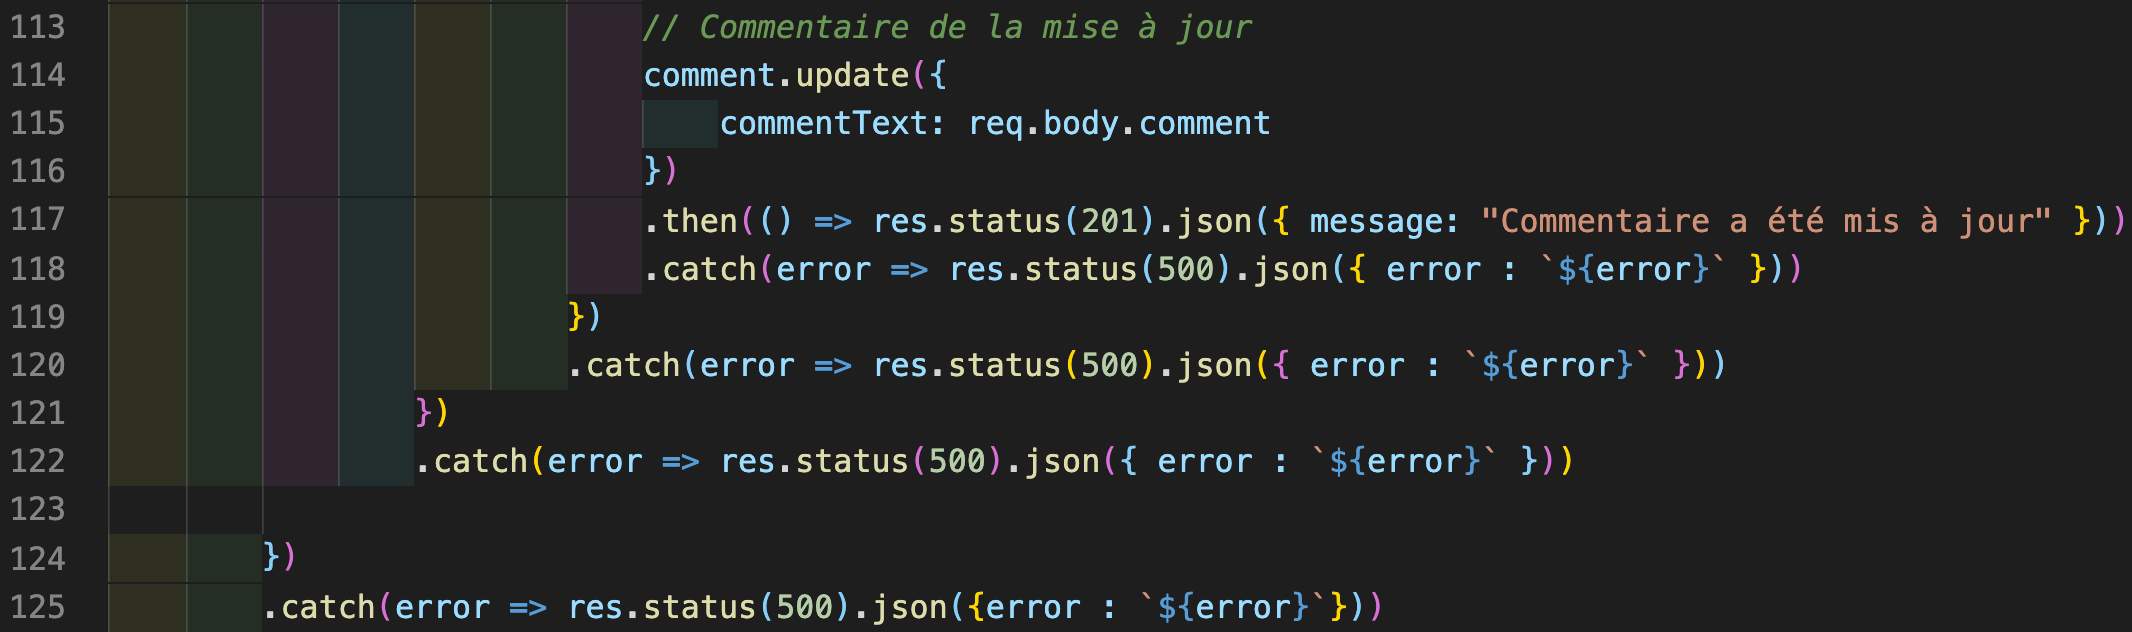 113 // Commentaire de la mise à jour
114 comment.update({
115 commentText: req.body.comment
116 })
117 .then(() => res.status(201).json({ message: "Commentaire a été mis à jour" }))
118 .catch(error => res.status(500).json({ error : `${error}` }))
119 })
120 .catch(error => res.status(500).json({ error : `${error}` }))
121 })
122 .catch(error => res.status(500).json({ error : `${error}` }))
123
124 })
125 .catch(error => res.status(500).json({error : `${error}`}))